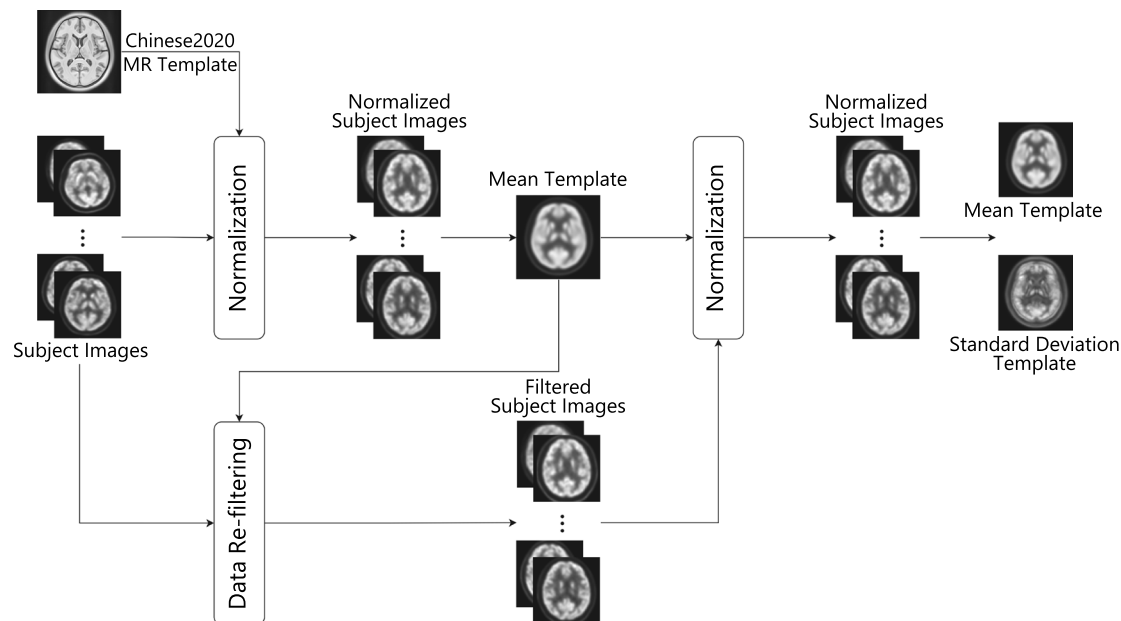 Chinese2020
MR Template
Normalized
Subject Images
Normalized
Subject Images
Mean Template
Normalization
Normalization
Mean Template
Subject Images
Standard Deviation
Template
Filtered
Subject Images
Data Re-filtering